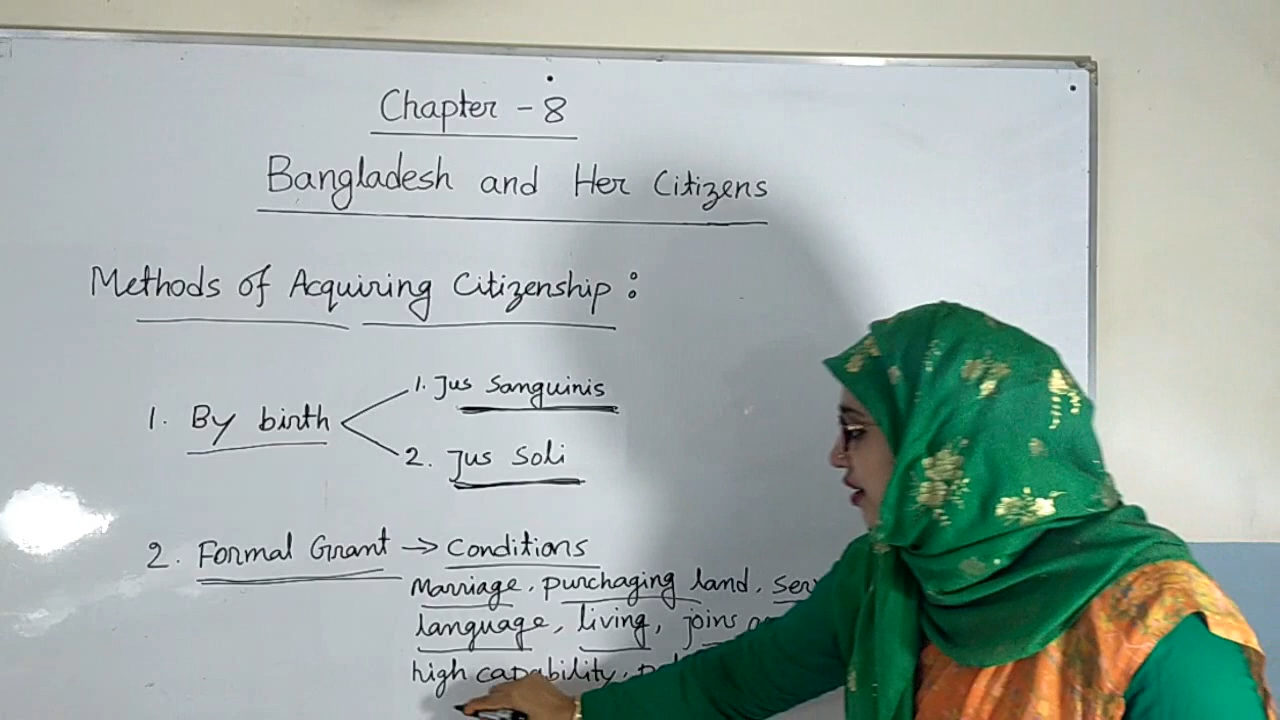 Chapter - 8
Bangladesh and Her Citizens
Methods of Acquiring Citizenship :
1. By birth
1. Jus Sanguinis
2. Jus Soli
2. Formal Grant → Conditions
Marriage, purchaging land,
language, living, joins
high capability,